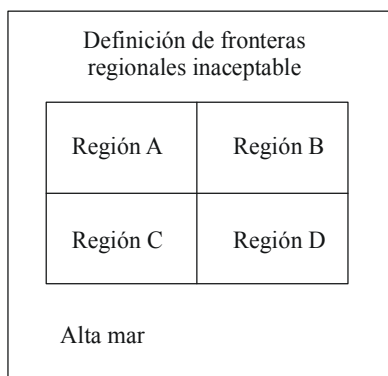 Definición de fronteras
regionales inaceptable
Región A
Región B
Región C
Región D
Alta mar